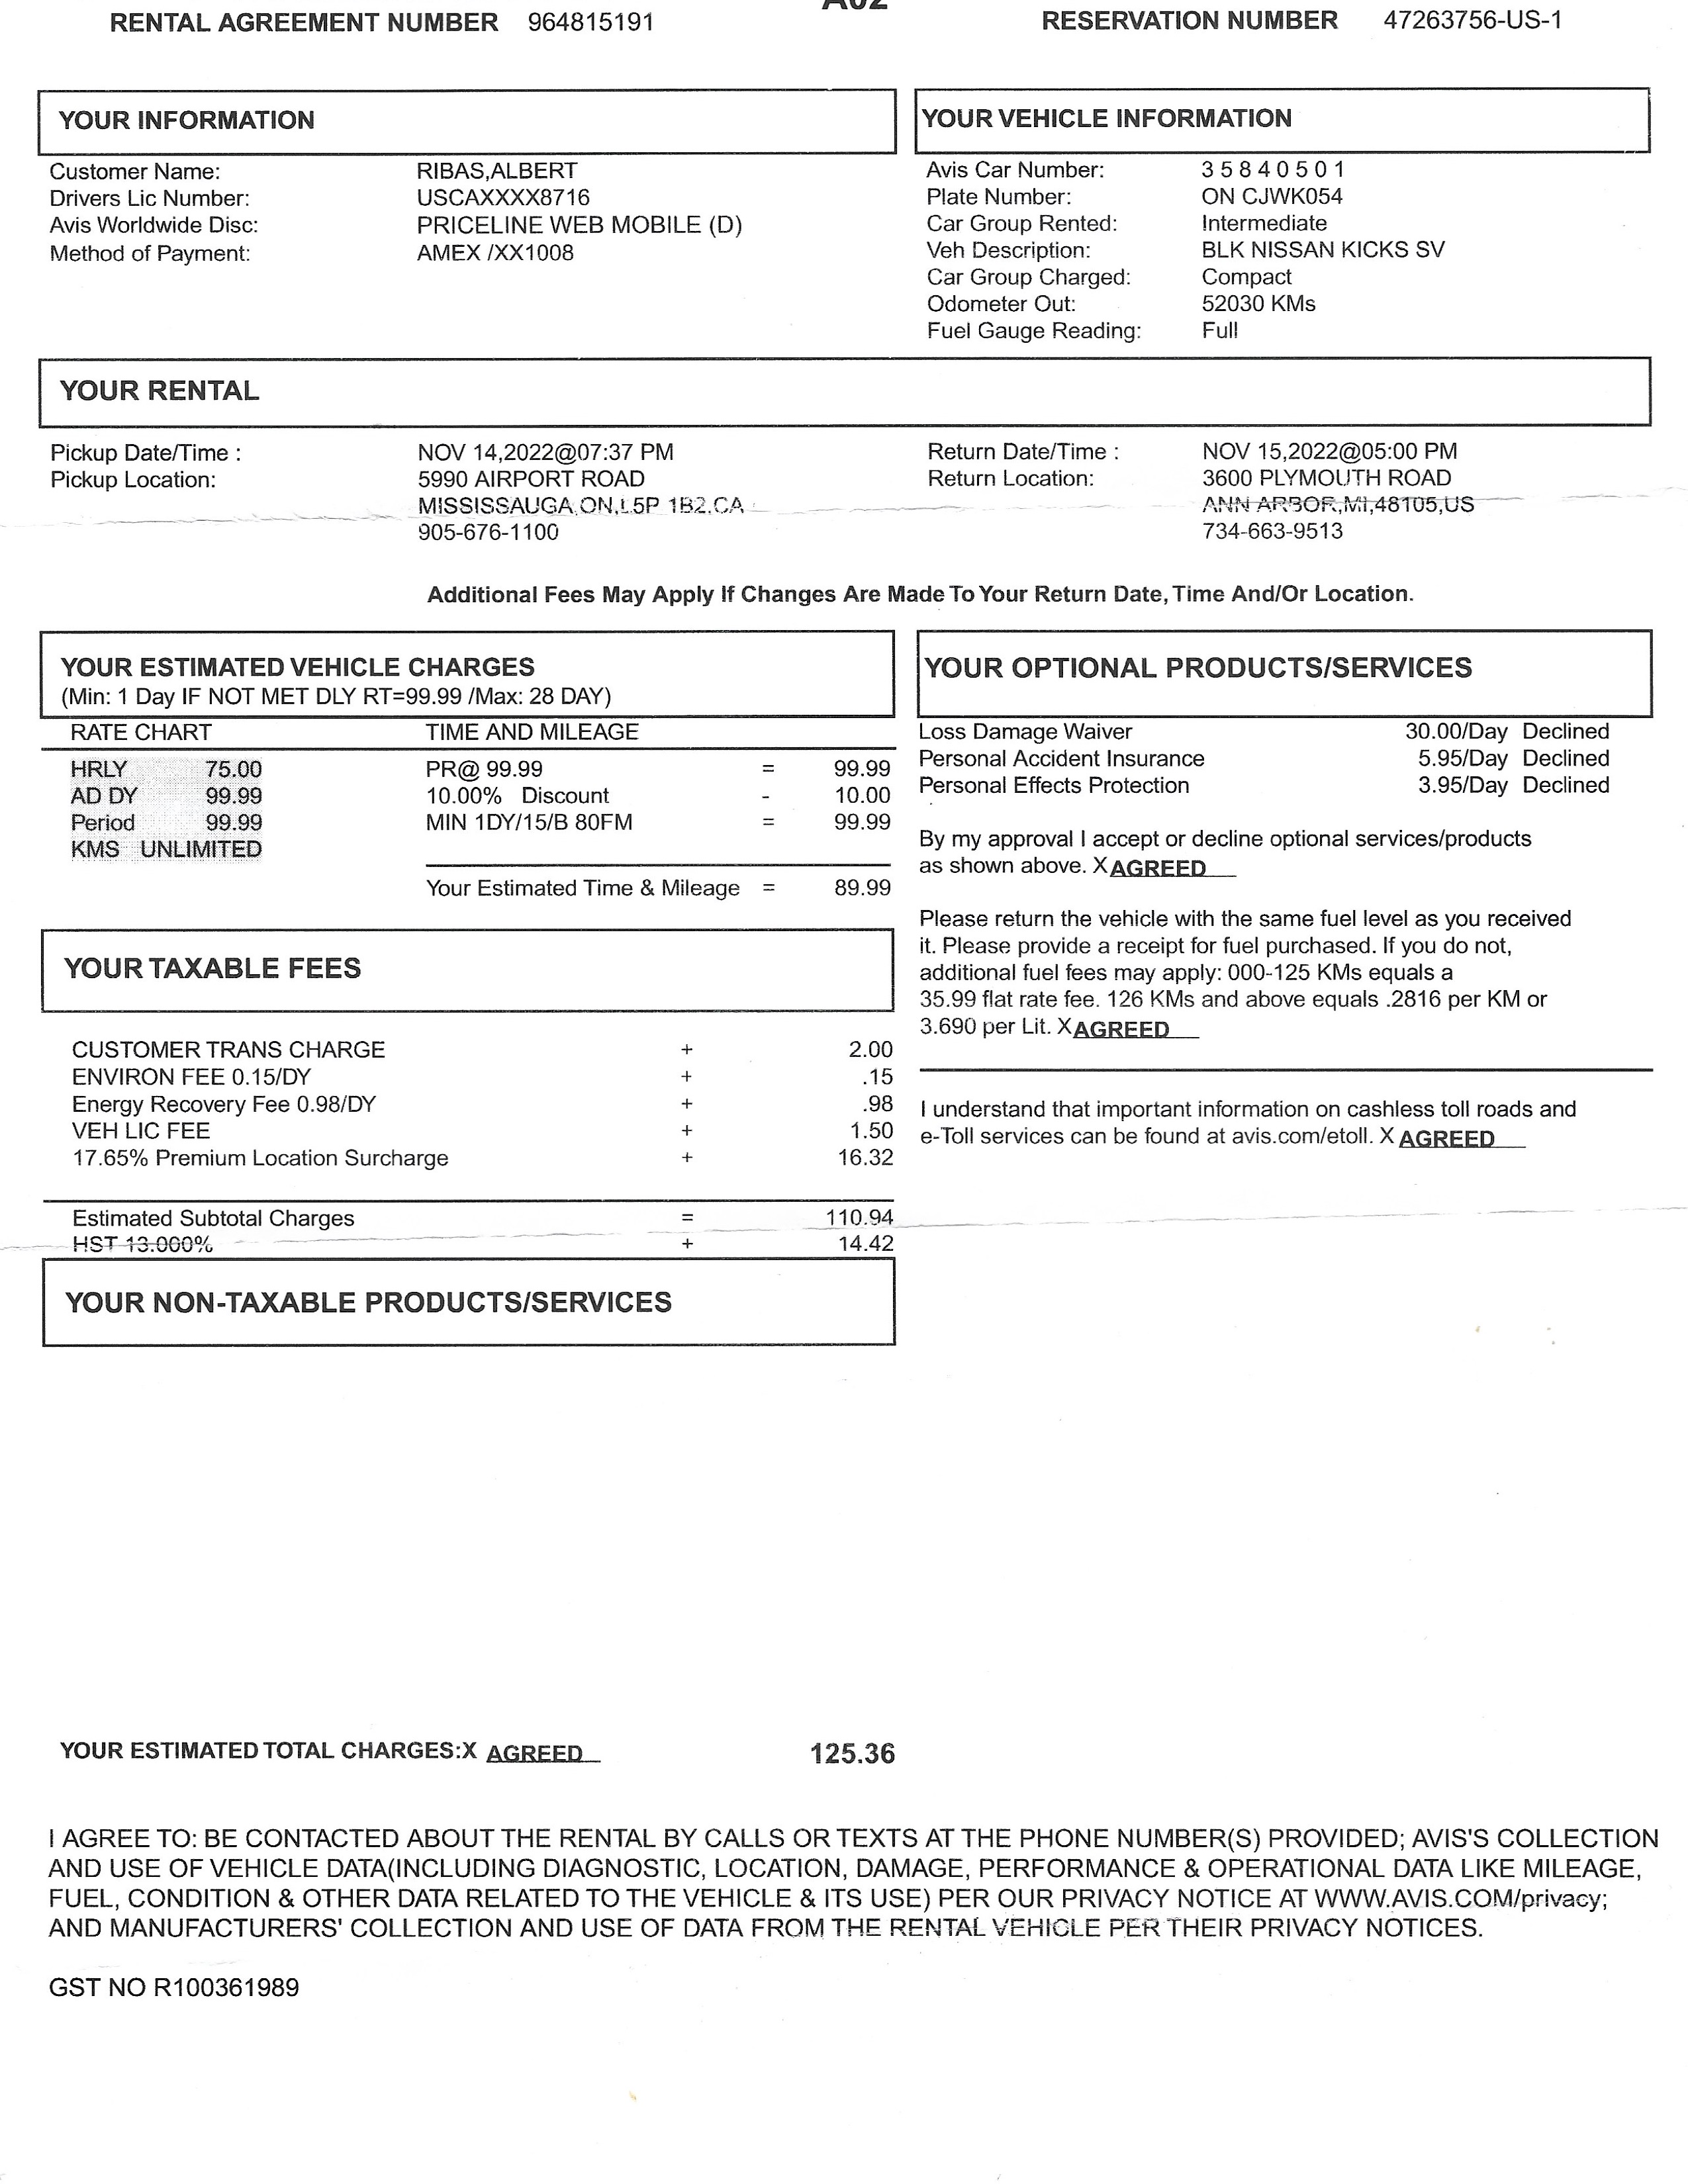 RENTAL AGREEMENT NUMBER 964815191
RESERVATION NUMBER 47263756-US-1
YOUR INFORMATION
Customer Name: RIBAS,ALBERT
Drivers Lic Number: USCAXXXX8716
Avis Worldwide Disc: PRICELINE WEB MOBILE (D)
Method of Payment: AMEX /XX1008
YOUR VEHICLE INFORMATION
Avis Car Number: 3 5 8 4 0 5 0 1
Plate Number: ON CJWK054
Car Group Rented: Intermediate
Veh Description: BLK NISSAN KICKS SV
Car Group Charged: Compact
Odometer Out: 52030 KMs
Fuel Gauge Reading: Full
YOUR RENTAL
Pickup Date/Time : NOV 14,2022@07:37 PM
Pickup Location: 5990 AIRPORT ROAD
MISSISSAUGA,ON,L5P 1B2,CA
905-676-1100
Return Date/Time : NOV 15,2022@05:00 PM
Return Location: 3600 PLYMOUTH ROAD
ANN ARBOR,MI,48105,US
734-663-9513
Additional Fees May Apply If Changes Are Made To Your Return Date, Time And/Or Location.
YOUR ESTIMATED VEHICLE CHARGES
(Min: 1 Day IF NOT MET DLY RT=99.99 /Max: 28 DAY)
RATE CHART TIME AND MILEAGE
HRLY 75.00 PR@ 99.99 = 99.99
AD DY 99.99 10.00% Discount - 10.00
Period 99.99 MIN 1DY/15/B 80FM = 99.99
KMS UNLIMITED
Your Estimated Time & Mileage = 89.99
YOUR TAXABLE FEES
CUSTOMER TRANS CHARGE + 2.00
ENVIRON FEE 0.15/DY + .15
Energy Recovery Fee 0.98/DY + .98
VEH LIC FEE + 1.50
17.65% Premium Location Surcharge + 16.32
Estimated Subtotal Charges = 110.94
HST 13.000% + 14.42
YOUR NON-TAXABLE PRODUCTS/SERVICES
YOUR OPTIONAL PRODUCTS/SERVICES
Loss Damage Waiver 30.00/Day Declined
Personal Accident Insurance 5.95/Day Declined
Personal Effects Protection 3.95/Day Declined
By my approval I accept or decline optional services/products
as shown above. X AGREED
Please return the vehicle with the same fuel level as you received
it. Please provide a receipt for fuel purchased. If you do not,
additional fuel fees may apply: 000-125 KMs equals a
35.99 flat rate fee. 126 KMs and above equals .2816 per KM or
3.690 per Lit. X AGREED
I understand that important information on cashless toll roads and
e-Toll services can be found at avis.com/etoll. X AGREED
YOUR ESTIMATED TOTAL CHARGES:X AGREED 125.36
I AGREE TO: BE CONTACTED ABOUT THE RENTAL BY CALLS OR TEXTS AT THE PHONE NUMBER(S) PROVIDED; AVIS'S COLLECTION
AND USE OF VEHICLE DATA(INCLUDING DIAGNOSTIC, LOCATION, DAMAGE, PERFORMANCE & OPERATIONAL DATA LIKE MILEAGE,
FUEL, CONDITION & OTHER DATA RELATED TO THE VEHICLE & ITS USE) PER OUR PRIVACY NOTICE AT WWW.AVIS.COM/privacy;
AND MANUFACTURERS' COLLECTION AND USE OF DATA FROM THE RENTAL VEHICLE PER THEIR PRIVACY NOTICES.
GST NO R100361989